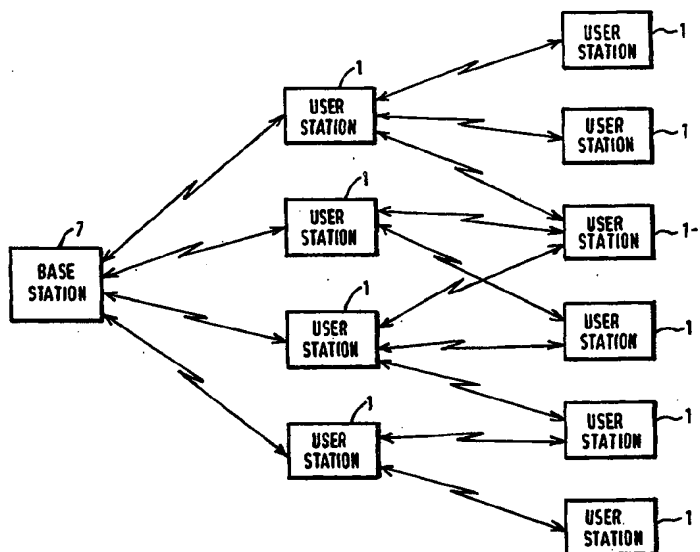 USER
STATION
1
1
USER
STATION
USER
STATION
1
1
USER
STATION
USER
STATION
1
7
BASE
STATION
1
USER
STATION
USER
STATION
1
1
USER
STATION
USER
STATION
1
USER
STATION
1